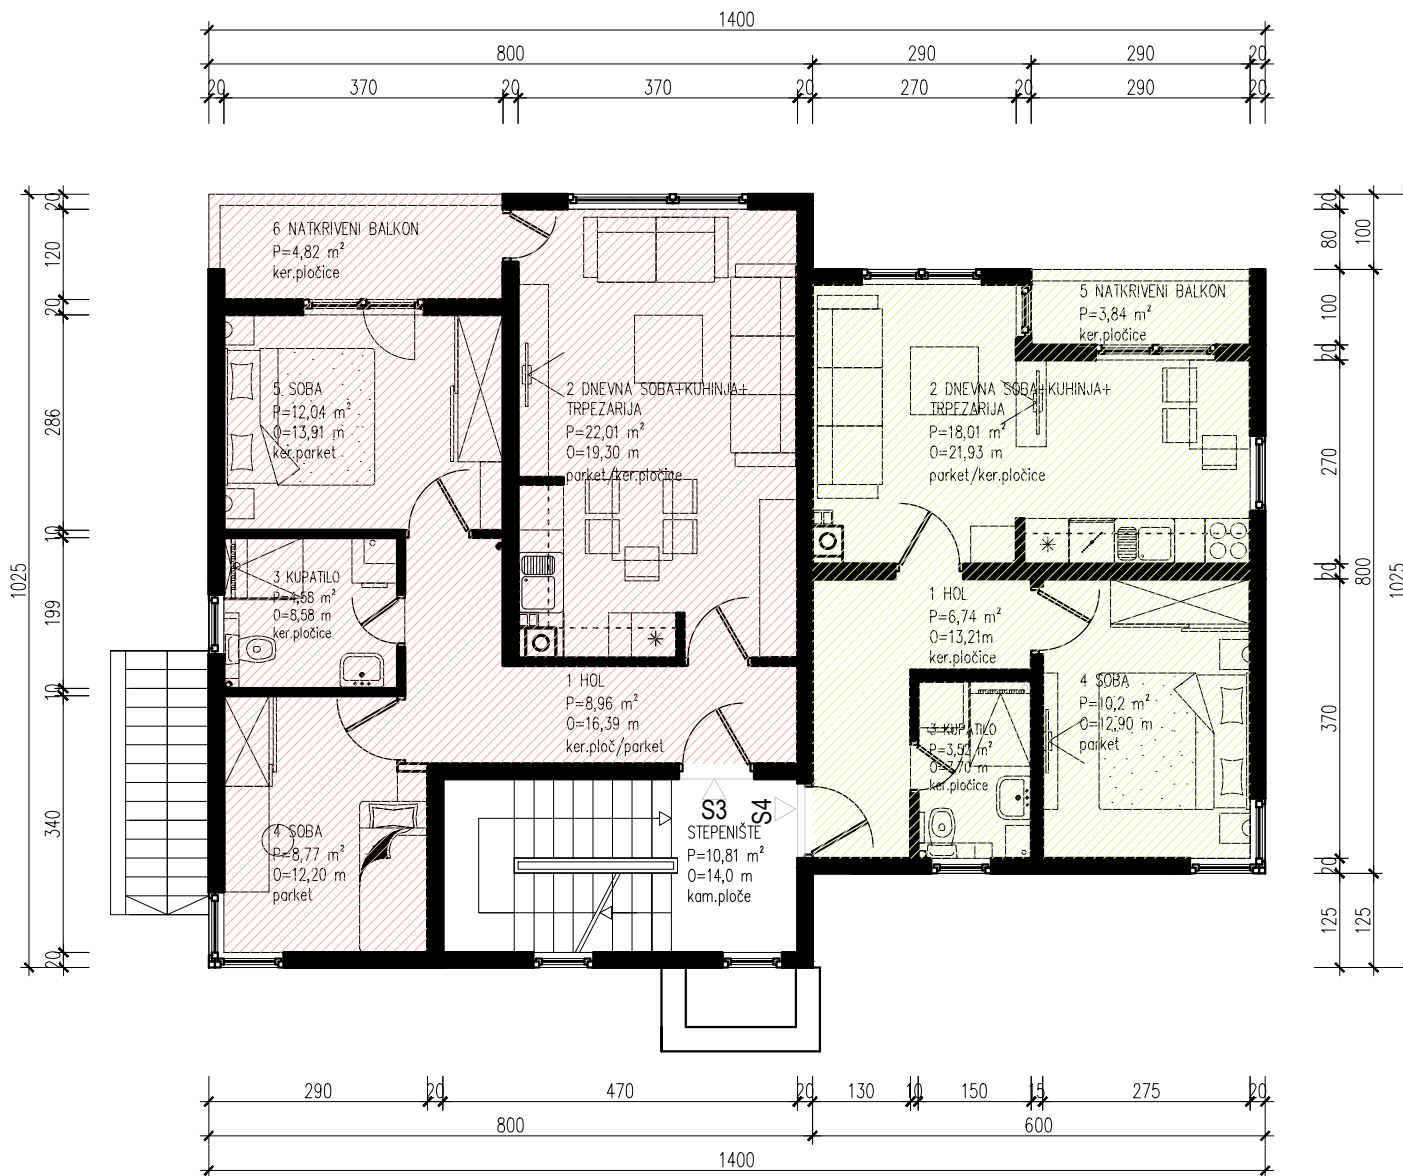 1400
800
290
290
20
20
370
20
370
20
270
20
290
20
6 NATKRIVENI BALKON
P=4,82 m²
ker.pločice
5 NATKRIVENI BALKON
P=3,84 m²
ker.pločice
5 SOBA
P=12,04 m²
O=13,91 m
ker.parket
2 DNEVNA SOBA+KUHINJA+
TRPEZARIJA
P=22,01 m²
O=19,30 m
parket/ker.pločice
2 DNEVNA SOBA+KUHINJA+
TRPEZARIJA
P=18,01 m²
O=21,93 m
parket/ker.pločice
3 KUPATILO
P=4,58 m²
O=8,58 m
ker.pločice
1 HOL
P=6,74 m²
O=13,21m
ker.pločice
1 HOL
P=8,96 m²
O=16,39 m
ker.ploč/parket
4 SOBA
P=10,2 m²
O=12,90 m
parket
3 KUPATILO
P=3,52 m²
ker.pločice
4 SOBA
P=8,77 m²
O=12,20 m
parket
S3
S4
STEPENIŠTE
P=10,81 m²
O=14,0 m
kam.ploče
1025
20
120
20
286
10
199
10
340
20
20
80
100
20
270
20
370
20
125
100
800
125
1025
290
20
470
20
130
10
150
15
275
20
800
600
1400